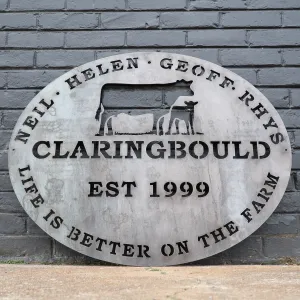 NEIL · HELEN · GEOFF · RHYS
CLARINGBOULD
EST 1999
LIFE IS BETTER ON THE FARM